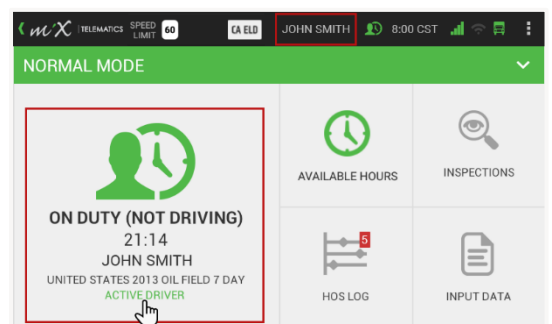 miX TELEMATICS SPEED LIMIT 60 CA ELD JOHN SMITH 8:00 CST
NORMAL MODE
ON DUTY (NOT DRIVING)
21:14
JOHN SMITH
UNITED STATES 2013 OIL FIELD 7 DAY
ACTIVE DRIVER
AVAILABLE HOURS
INSPECTIONS
5
HOS LOG
INPUT DATA